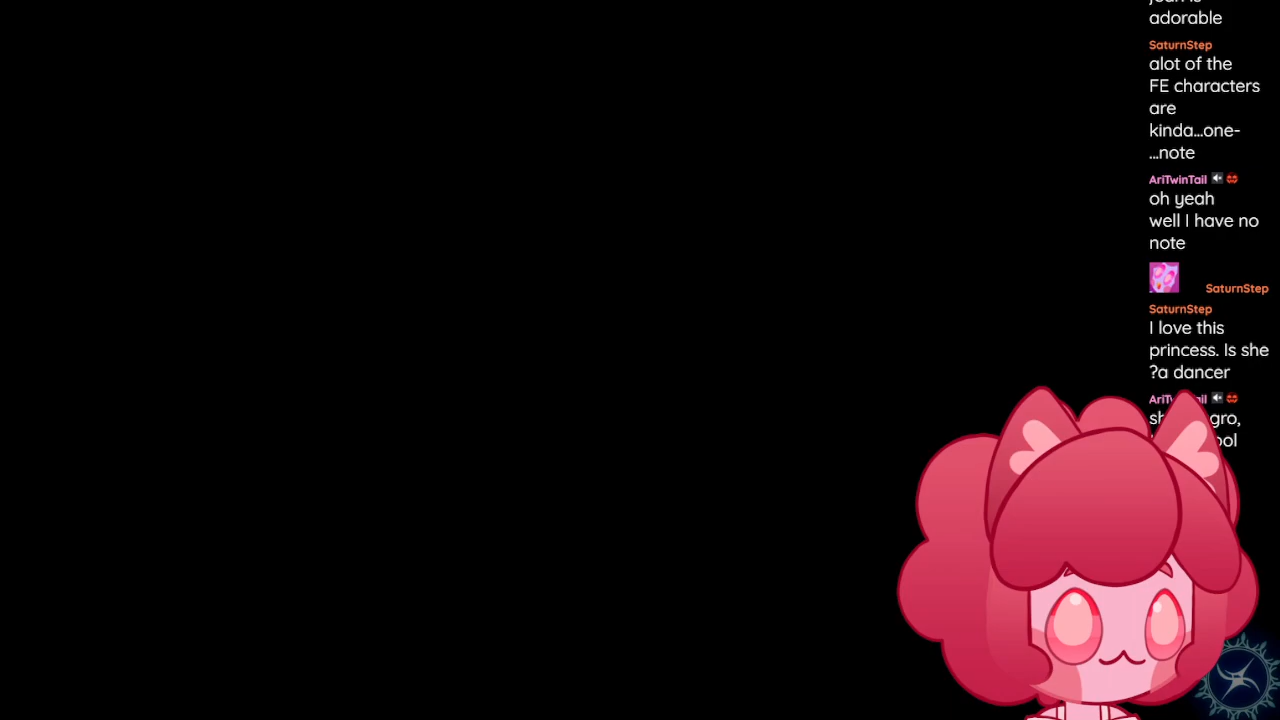 adorable
SaturnStep
alot of the
FE characters
are
kinda...one-
...note
AriTwinTail
oh yeah
well I have no
note
SaturnStep
SaturnStep
I love this
princess. Is she
?a dancer